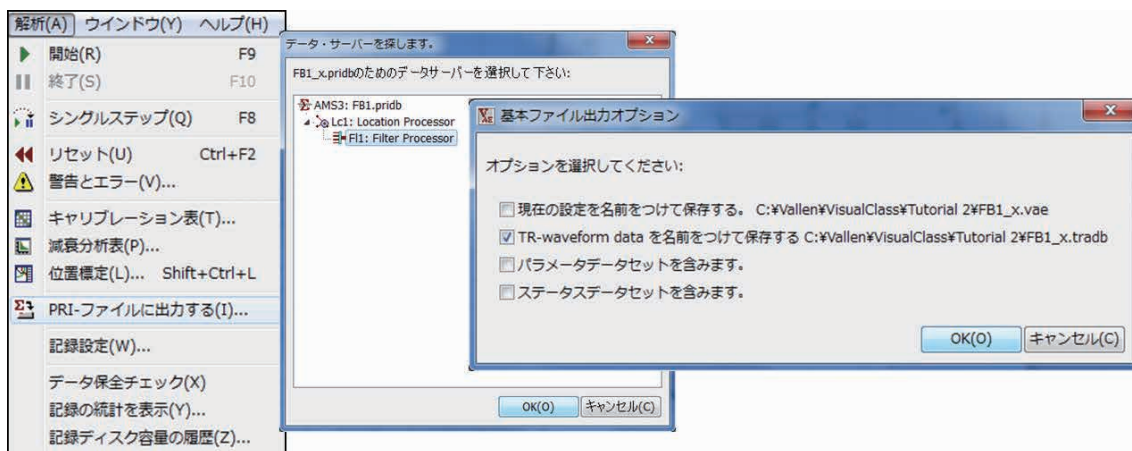 解析(A) ウインドウ(Y) ヘルプ(H)
開始(R) F9
終了(S) F10
シングルステップ(Q) F8
リセット(U) Ctrl+F2
警告とエラー(V)...
キャリブレーション表(T)...
減衰分析表(P)...
位置標定(L)... Shift+Ctrl+L
PRI-ファイルに出力する(I)...
記録設定(W)...
データ保全チェック(X)
記録の統計を表示(Y)...
記録ディスク容量の履歴(Z)...
データ・サーバーを探します。
FB1_x.pridbのためのデータサーバーを選択して下さい:
AMS3: FB1.pridb
Lc1: Location Processor
Fl1: Filter Processor
OK(O) キャンセル(C)
基本ファイル出力オプション
オプションを選択してください:
現在の設定を名前をつけて保存する。 C:¥Vallen¥VisualClass¥Tutorial 2¥FB1_x.vae
TR-waveform data を名前をつけて保存する C:¥Vallen¥VisualClass¥Tutorial 2¥FB1_x.tradb
パラメータデータセットを含みます。
ステータスデータセットを含みます。
OK(O) キャンセル(C)